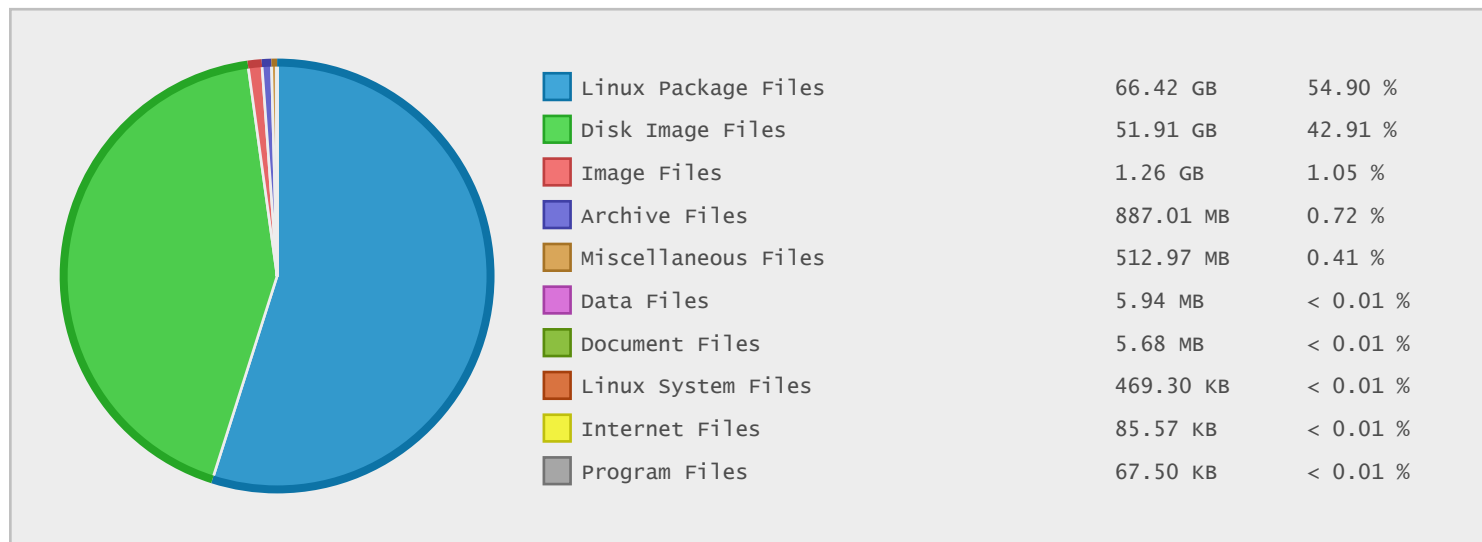 Linux Package Files 66.42 GB 54.90 %
Disk Image Files 51.91 GB 42.91 %
Image Files 1.26 GB 1.05 %
Archive Files 887.01 MB 0.72 %
Miscellaneous Files 512.97 MB 0.41 %
Data Files 5.94 MB < 0.01 %
Document Files 5.68 MB < 0.01 %
Linux System Files 469.30 KB < 0.01 %
Internet Files 85.57 KB < 0.01 %
Program Files 67.50 KB < 0.01 %